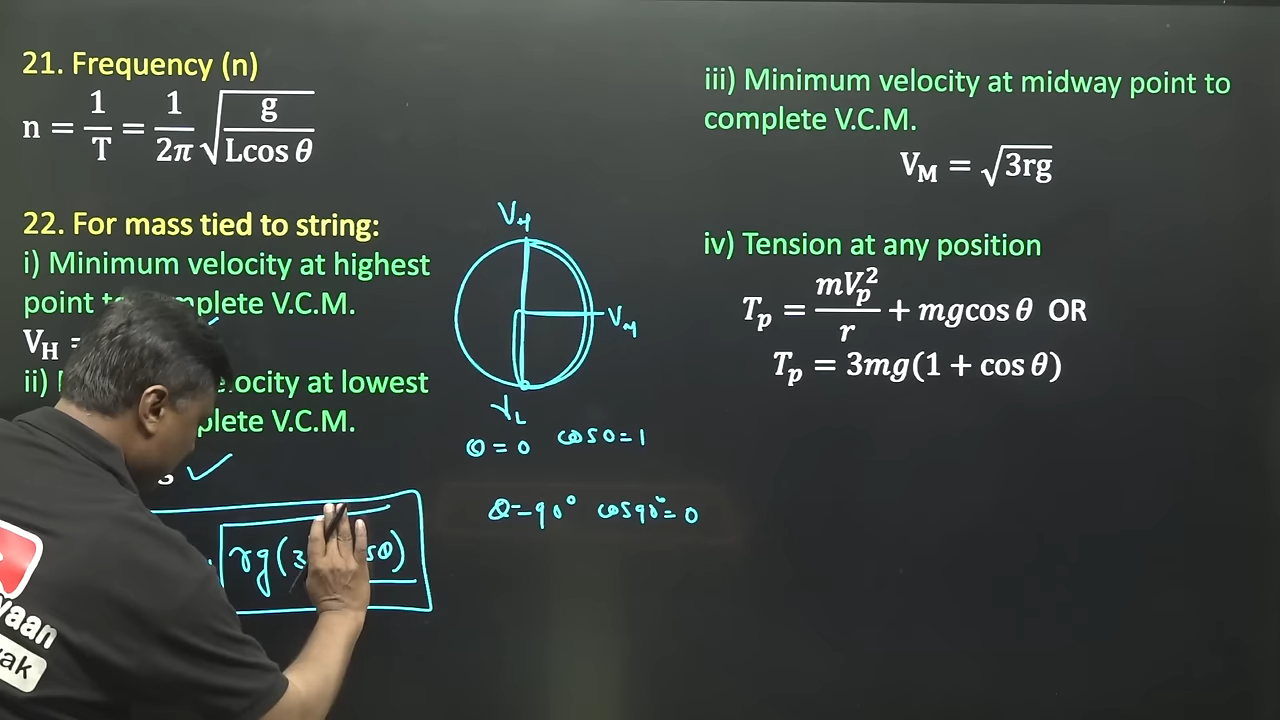 21. Frequency (n)
n = 1/T = 1/2π √(g/Lcos θ)
22. For mass tied to string:
i) Minimum velocity at highest
point plete V.C.M.
V_H =
ii) locity at lowest
plete V.C.M.
rg(3 θ)
V_H
V_M
V_L
θ = 0 cos 0 = 1
θ = 90° cos 90° = 0
iii) Minimum velocity at midway point to
complete V.C.M.
V_M = √3rg
iv) Tension at any position
T_p = mV_p²/r + mgcos θ OR
T_p = 3mg(1 + cos θ)
yaan